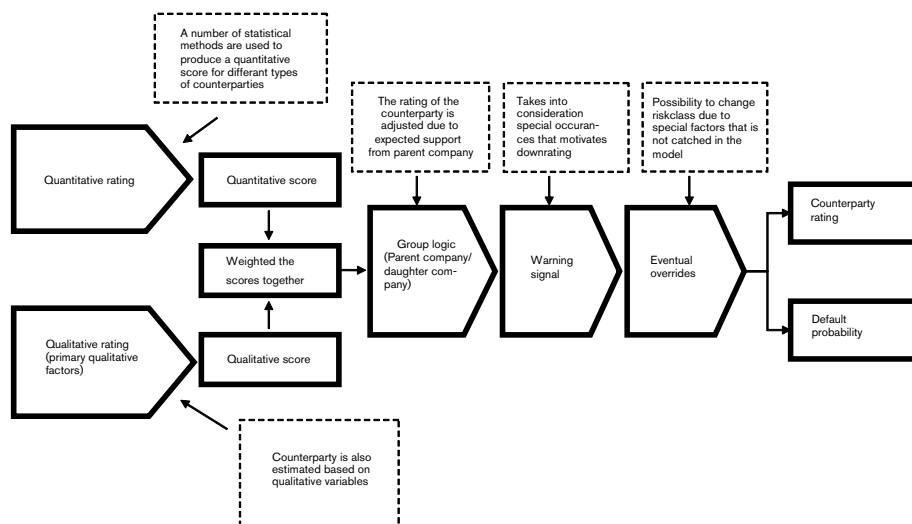 A number of statistical
methods are used to
produce a quantitative
score for different types
of counterparties
The rating of the
counterparty is
adjusted due to
expected support
from parent company
Takes into
consideration
special occuran-
ces that motivates
downrating
Possibility to change
riskclass due to
special factors that is
not catched in the
model
Quantitative rating
Quantitative score
Weighted the
scores together
Group logic
(Parent company/
daughter com-
pany)
Warning
signal
Eventual
overrides
Counterparty
rating
Default
probability
Qualitative rating
(primary qualitative
factors)
Qualitative score
Counterparty is also
estimated based on
qualitative variables